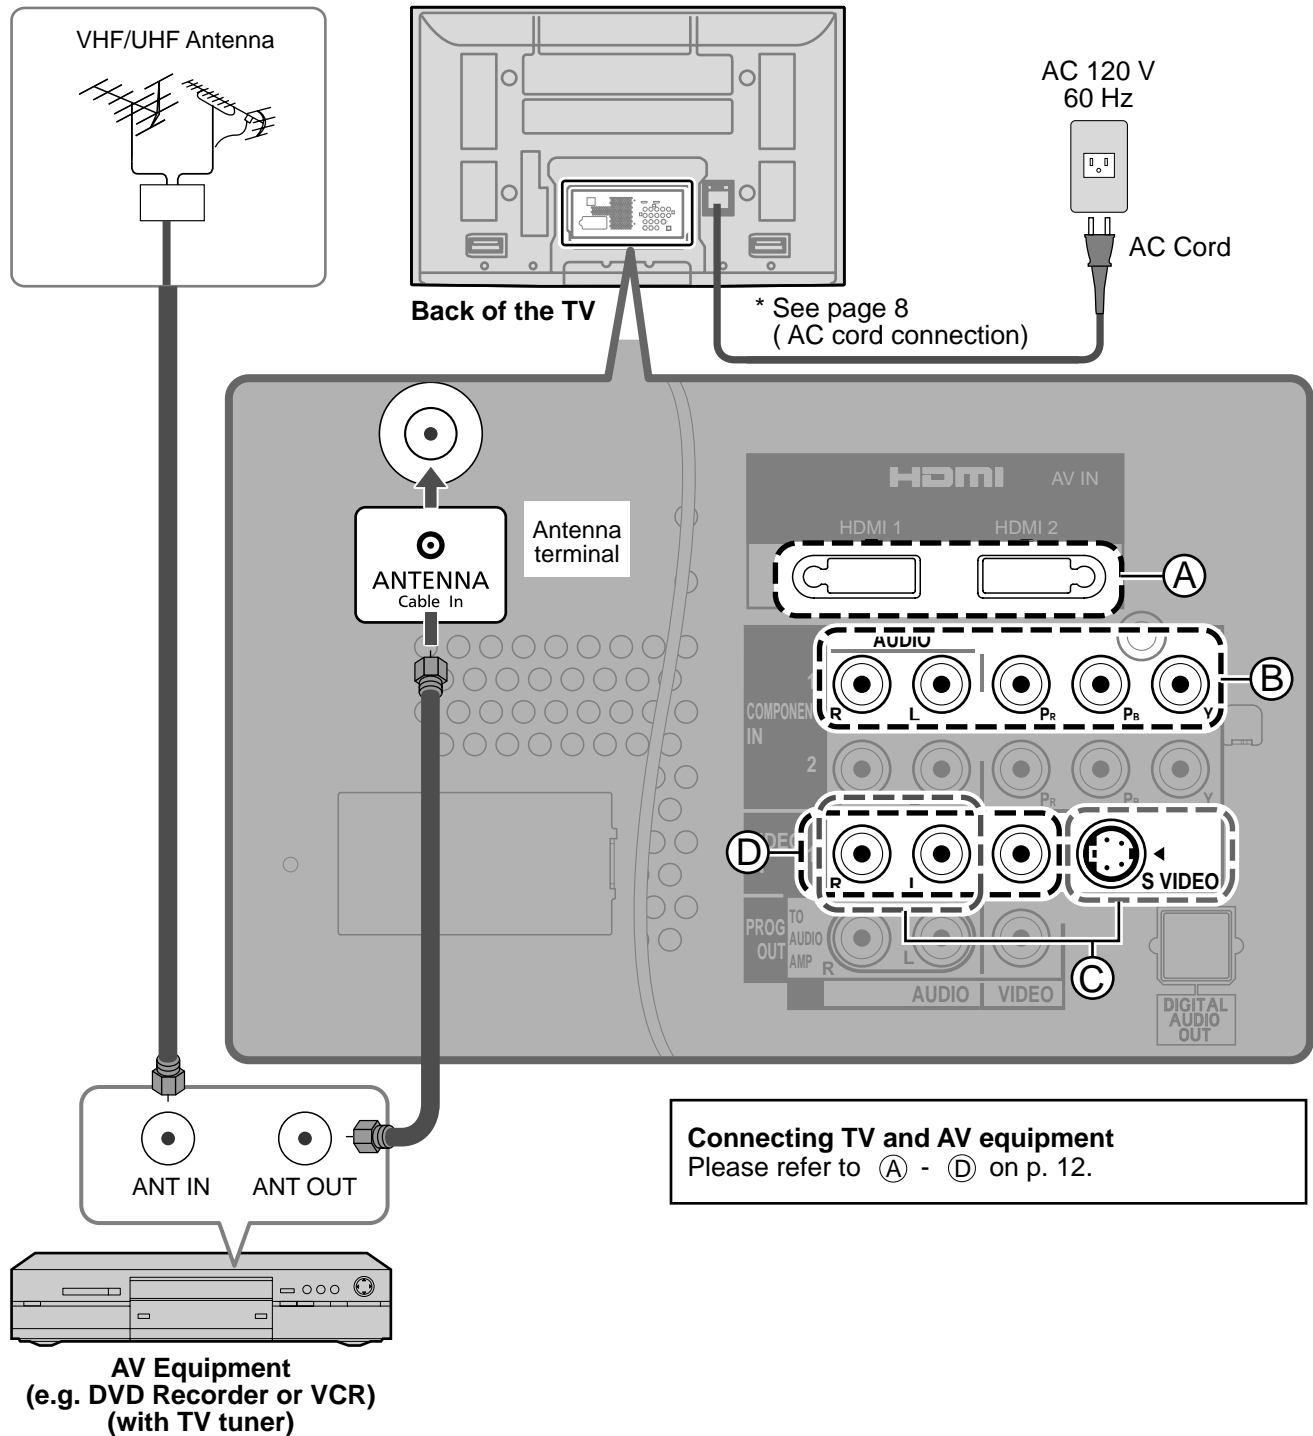 VHF/UHF Antenna
AC 120 V
60 Hz
AC Cord
Back of the TV
* See page 8
( AC cord connection)
HDMI AV IN
HDMI 1 HDMI 2
A
Antenna
terminal
ANTENNA
Cable In
AUDIO
1
B
R L PR PB Y
COMPONEN
IN
2
PR PB Y
D
R L
S VIDEO
PROG
OUT
TO
AUDIO
AMP
R L
C
AUDIO VIDEO
DIGITAL
AUDIO
OUT
ANT IN ANT OUT
Connecting TV and AV equipment
Please refer to A - D on p. 12.
AV Equipment
(e.g. DVD Recorder or VCR)
(with TV tuner)